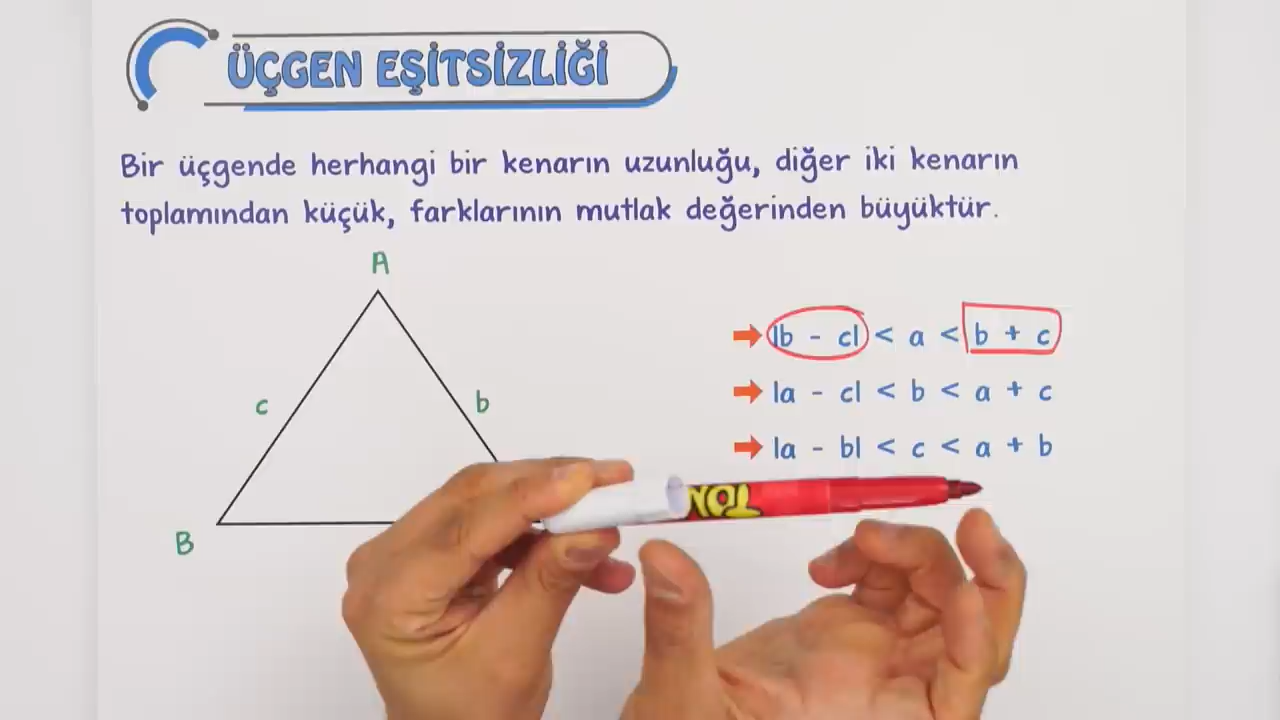 ÜÇGEN EŞİTSİZLİĞİ
Bir üçgende herhangi bir kenarın uzunluğu, diğer iki kenarın
toplamından küçük, farklarının mutlak değerinden büyüktür.
A
c
b
B
|b - c| < a < b + c
|a - c| < b < a + c
|a - b| < c < a + b